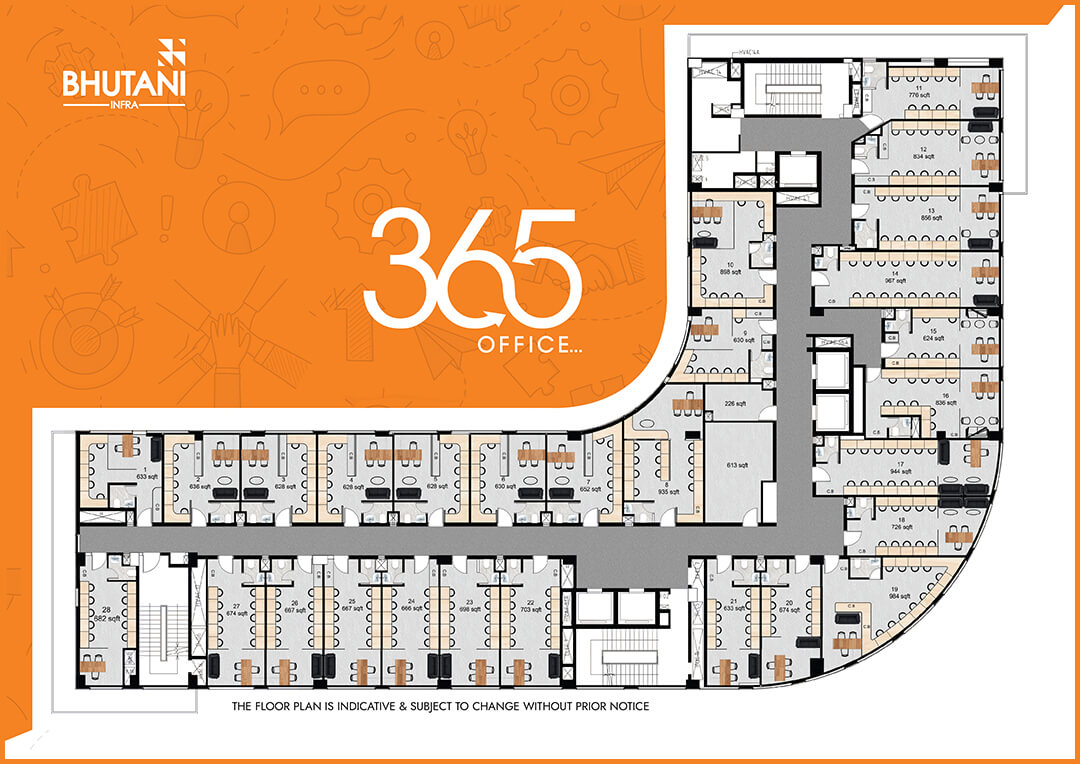 BHUTANI
INFRA
365
OFFICE...
11
776 sqft
12
834 sqft
13
856 sqft
10
898 sqft
14
967 sqft
9
630 sqft
15
624 sqft
16
836 sqft
226 sqft
613 sqft
1
633 sqft
2
636 sqft
3
628 sqft
4
628 sqft
5
628 sqft
6
630 sqft
7
652 sqft
8
935 sqft
17
944 sqft
18
726 sqft
19
984 sqft
28
682 sqft
27
674 sqft
26
667 sqft
25
667 sqft
24
666 sqft
23
698 sqft
22
703 sqft
21
633 sqft
20
674 sqft
THE FLOOR PLAN IS INDICATIVE & SUBJECT TO CHANGE WITHOUT PRIOR NOTICE